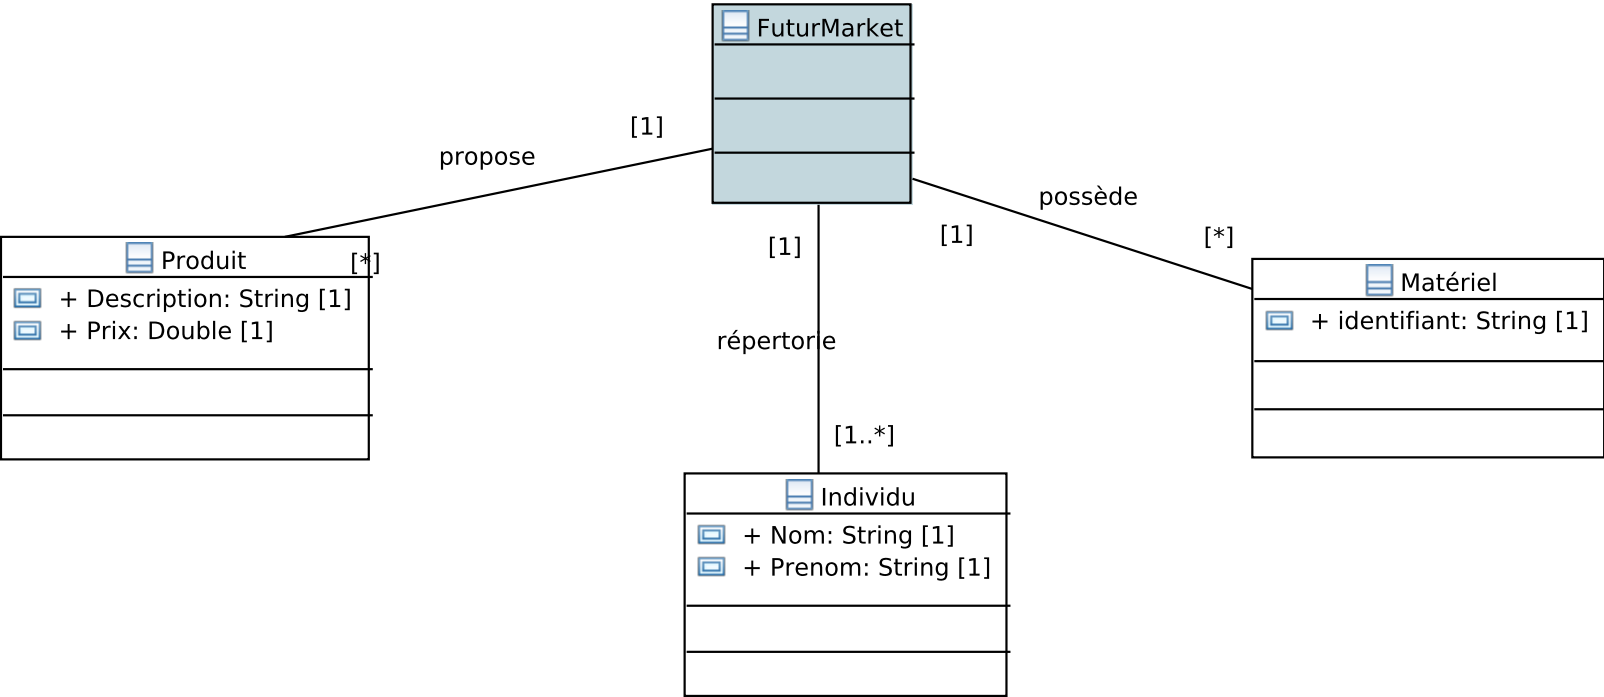 FuturMarket
[1]
propose
possède
[1]
[1]
[*]
Produit
[*]
+ Description: String [1]
+ Prix: Double [1]
Matériel
+ identifiant: String [1]
répertorie
[1..*]
Individu
+ Nom: String [1]
+ Prenom: String [1]